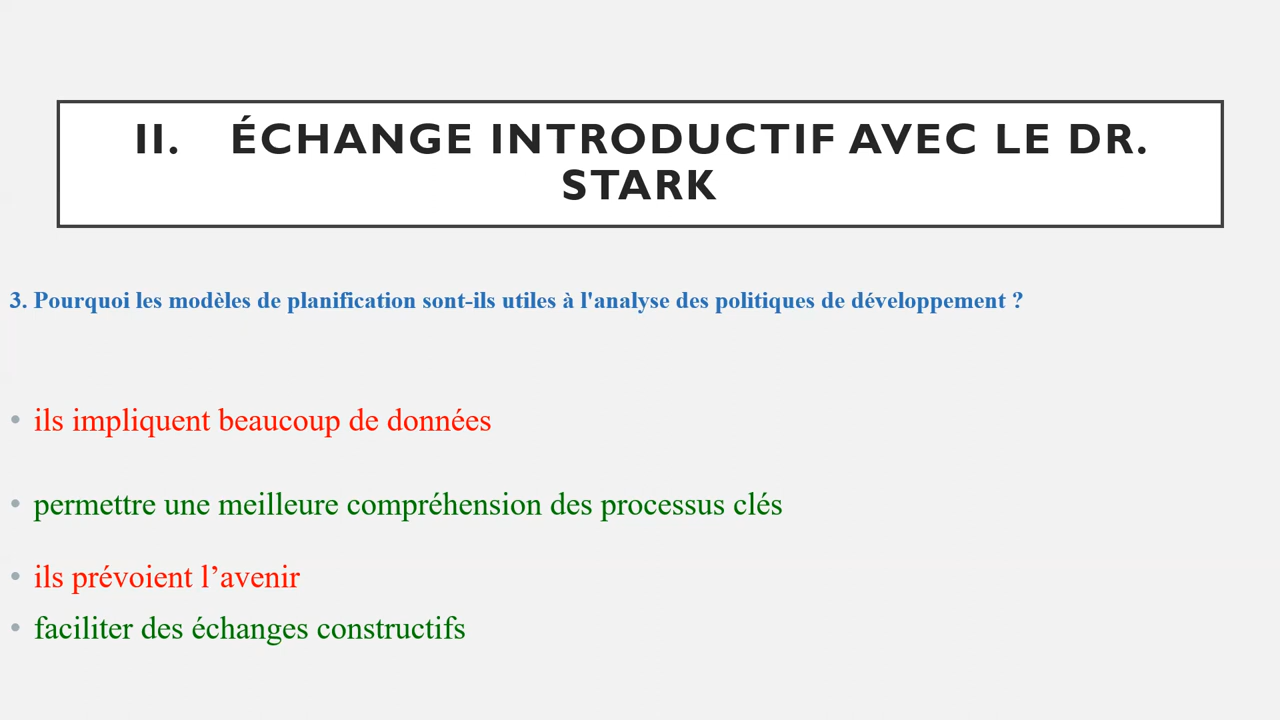 II. ÉCHANGE INTRODUCTIF AVEC LE DR.
STARK
3. Pourquoi les modèles de planification sont-ils utiles à l'analyse des politiques de développement ?
• ils impliquent beaucoup de données
• permettre une meilleure compréhension des processus clés
• ils prévoient l’avenir
• faciliter des échanges constructifs